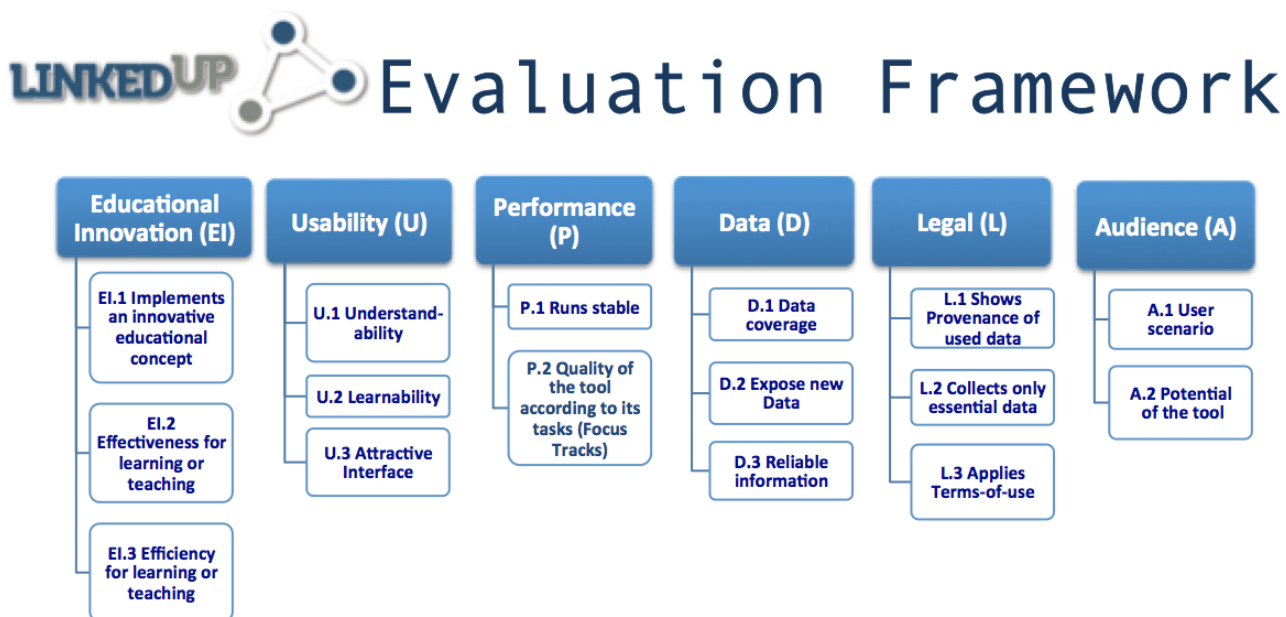 LINKEDUP
Evaluation Framework
Educational
Innovation (EI)
EI.1 Implements
an innovative
educational
concept
EI.2
Effectiveness for
learning or
teaching
EI.3 Efficiency
for learning or
teaching
Usability (U)
U.1 Understand-
ability
U.2 Learnability
U.3 Attractive
Interface
Performance
(P)
P.1 Runs stable
P.2 Quality of
the tool
according to its
tasks (Focus
Tracks)
Data (D)
D.1 Data
coverage
D.2 Expose new
Data
D.3 Reliable
information
Legal (L)
L.1 Shows
Provenance of
used data
L.2 Collects only
essential data
L.3 Applies
Terms-of-use
Audience (A)
A.1 User
scenario
A.2 Potential
of the tool